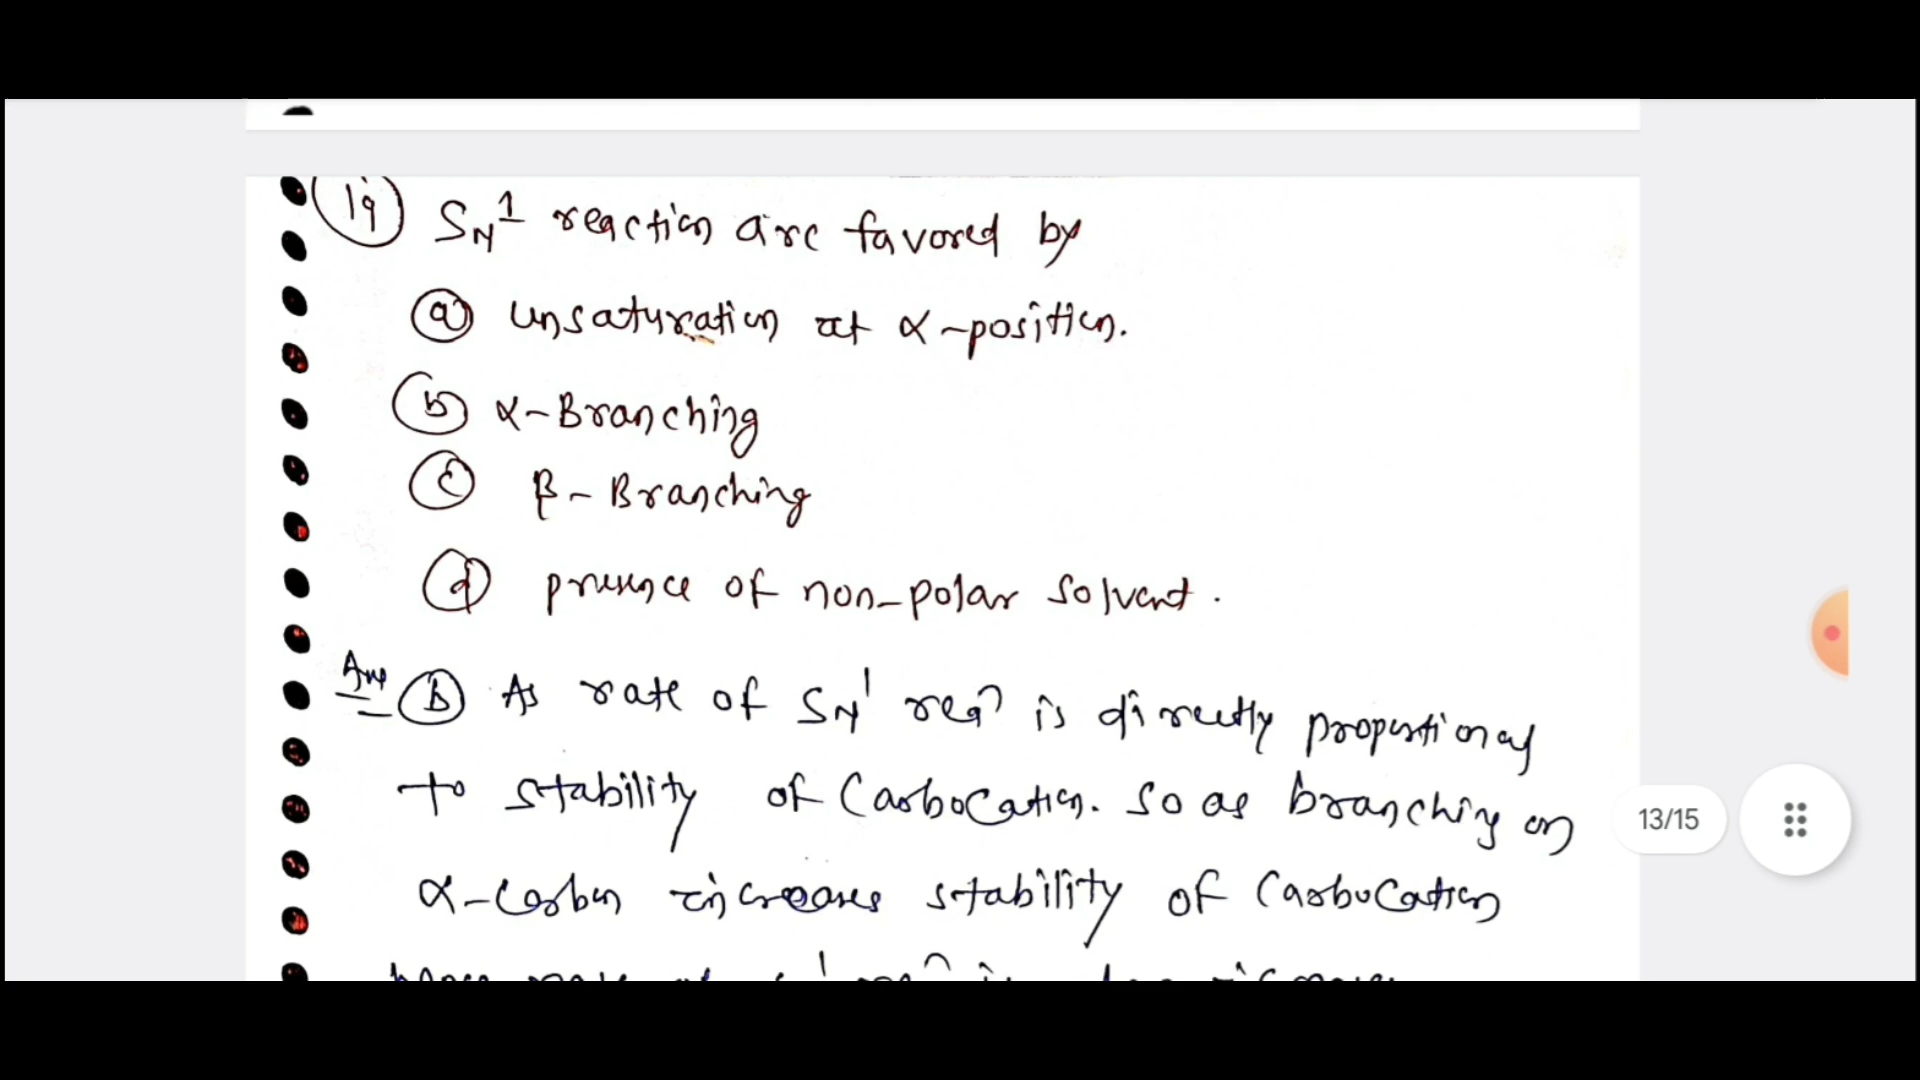 19 SN1 reaction are favored by
a unsaturation at α-position.
b α-Branching
c β-Branching
d presence of non-polar solvent.
Ans B As rate of SN1 reaⁿ is directly proportional
to stability of Carbocation. So as branching on
13/15
α-Carbon increases stability of Carbocation